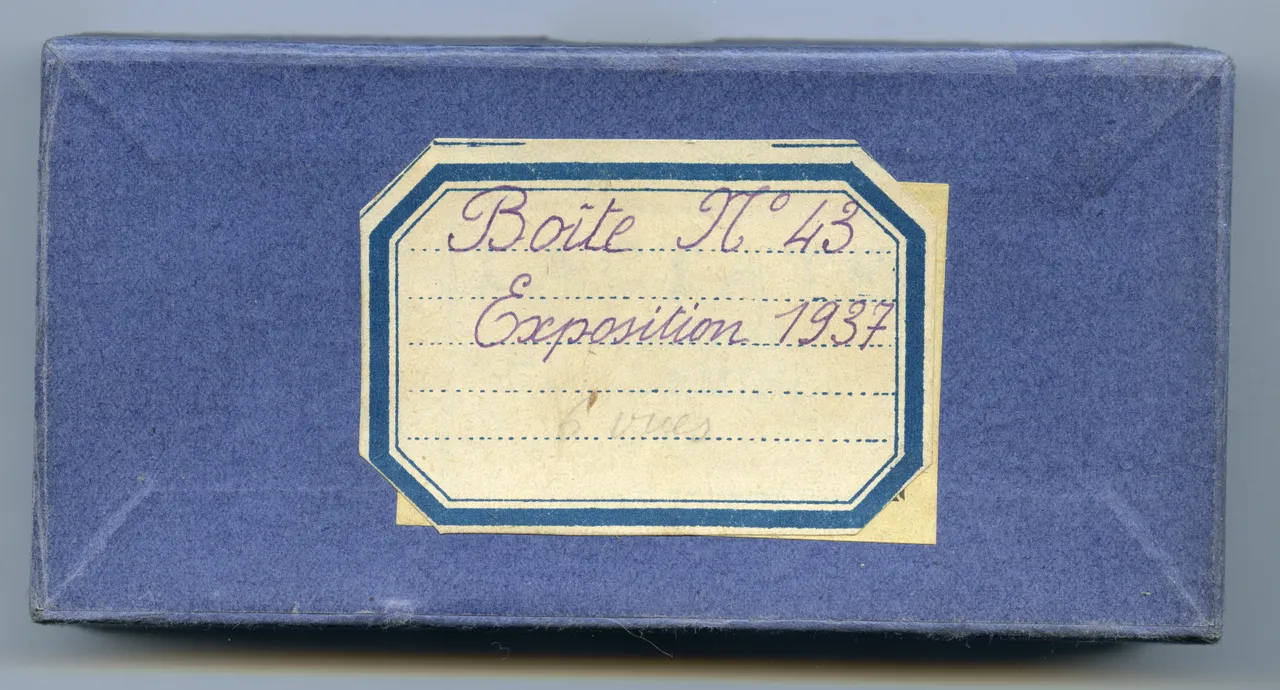 Boîte N° 43
Exposition 1937
6 vues